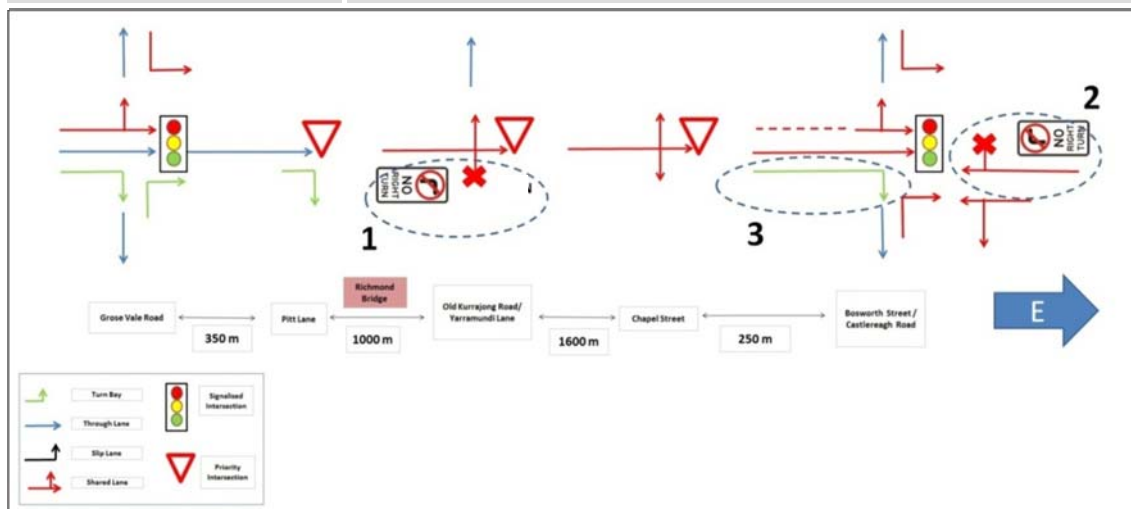 2
NO
RIGHT
TURN
NO
RIGHT
TURN
1
3
Richmond
Bridge
Grose Vale Road
Pitt Lane
Old Kurrajong Road/
Yarramundi Lane
Chapel Street
Bosworth Street /
Castlereagh Road
E
350 m
1000 m
1600 m
250 m
Turn Bay
Signalised
Intersection
Through Lane
Slip Lane
Priority
Intersection
Shared Lane